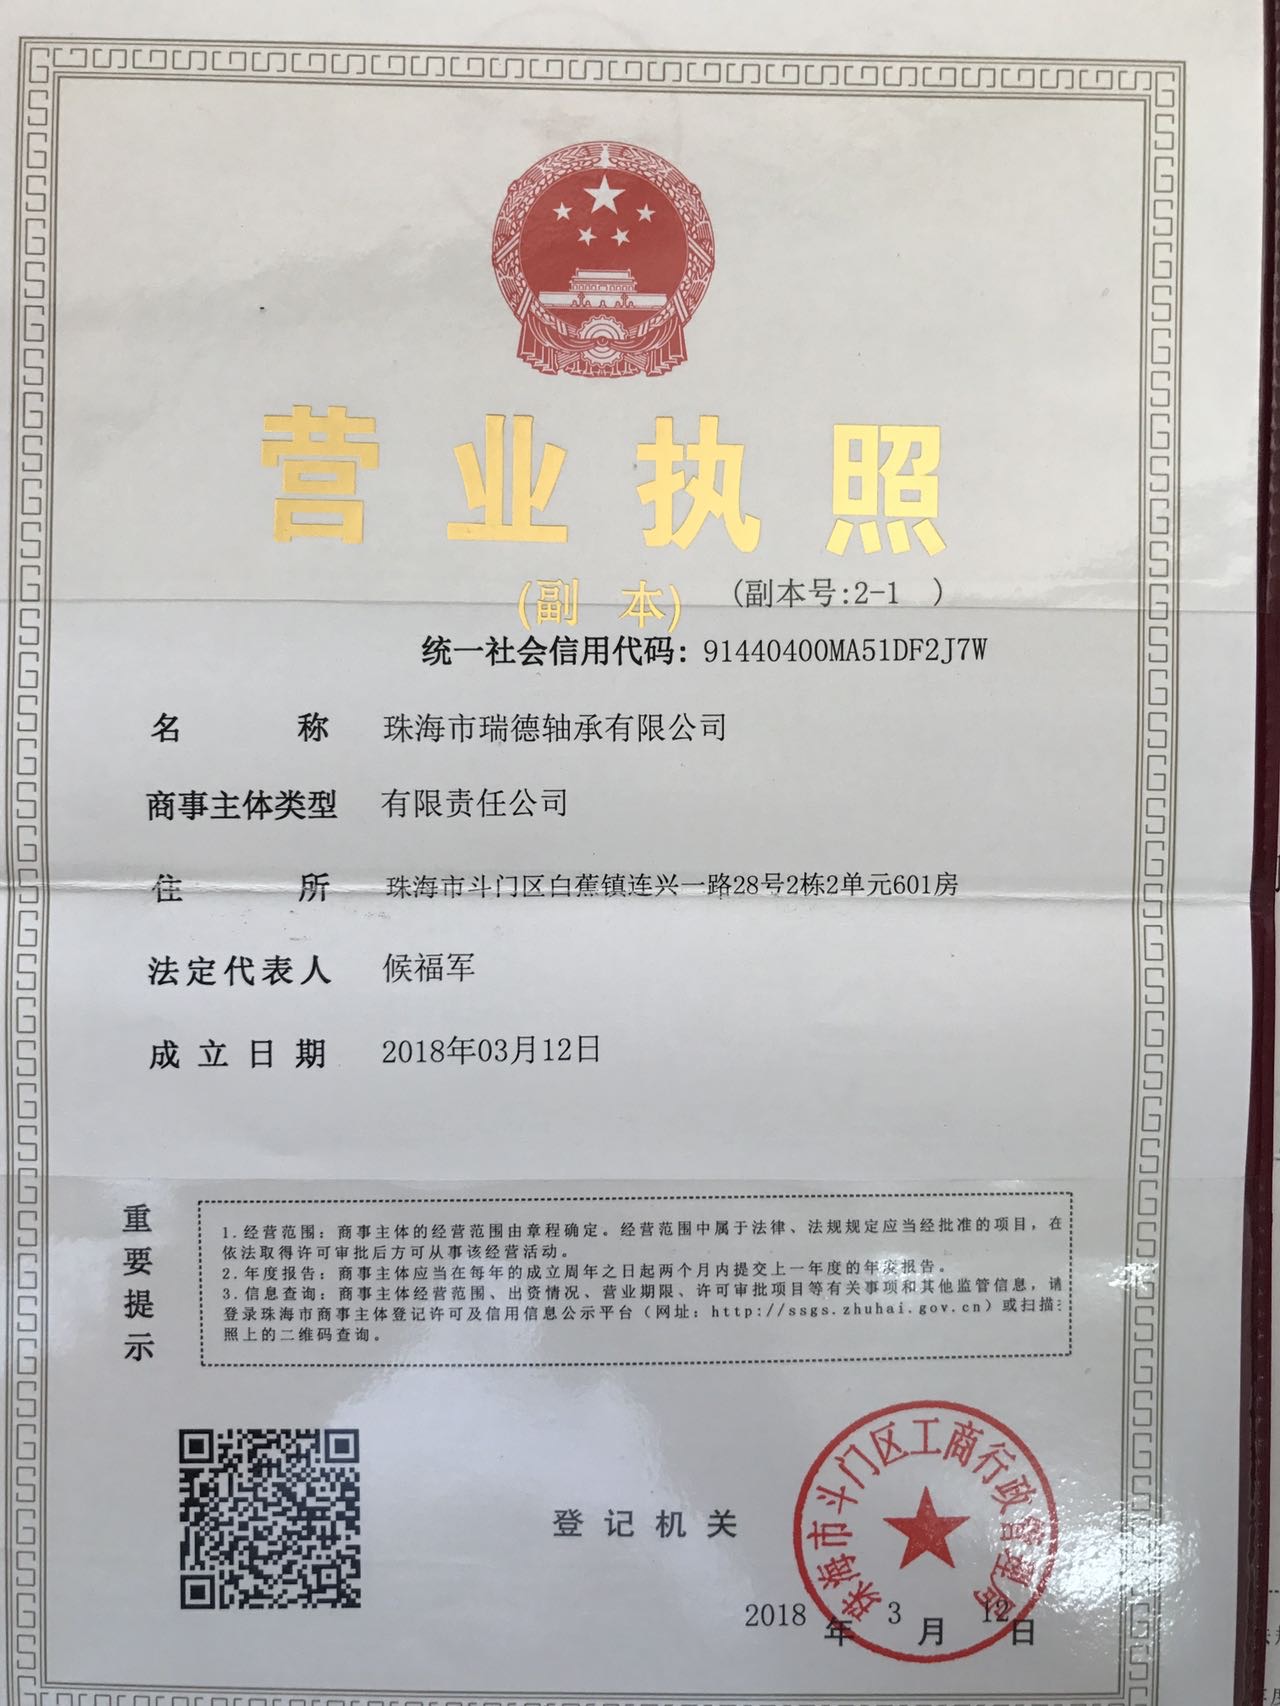 营业执照
(副 本) (副本号:2-1 )
统一社会信用代码：91440400MA51DF2J7W
名 称 珠海市瑞德轴承有限公司
商事主体类型 有限责任公司
住 所 珠海市斗门区白蕉镇连兴一路28号2栋2单元601房
法定代表人 候福军
成立日期 2018年03月12日
重要提示
1.经营范围：商事主体的经营范围由章程确定。经营范围中属于法律、法规规定应当经批准的项目，在
依法取得许可审批后方可从事该经营活动。
2.年度报告：商事主体应当在每年的成立周年之日起两个月内提交上一年度的年度报告。
3.信息查询：商事主体经营范围、出资情况、营业期限、许可审批项目等有关事项和其他监管信息，请
登录珠海市商事主体登记许可及信用信息公示平台（网址：http://ssgs.zhuhai.gov.cn）或扫描
照上的二维码查询。
登记机关
珠海市斗门区工商行政管理局
2018 年 3 月 12 日